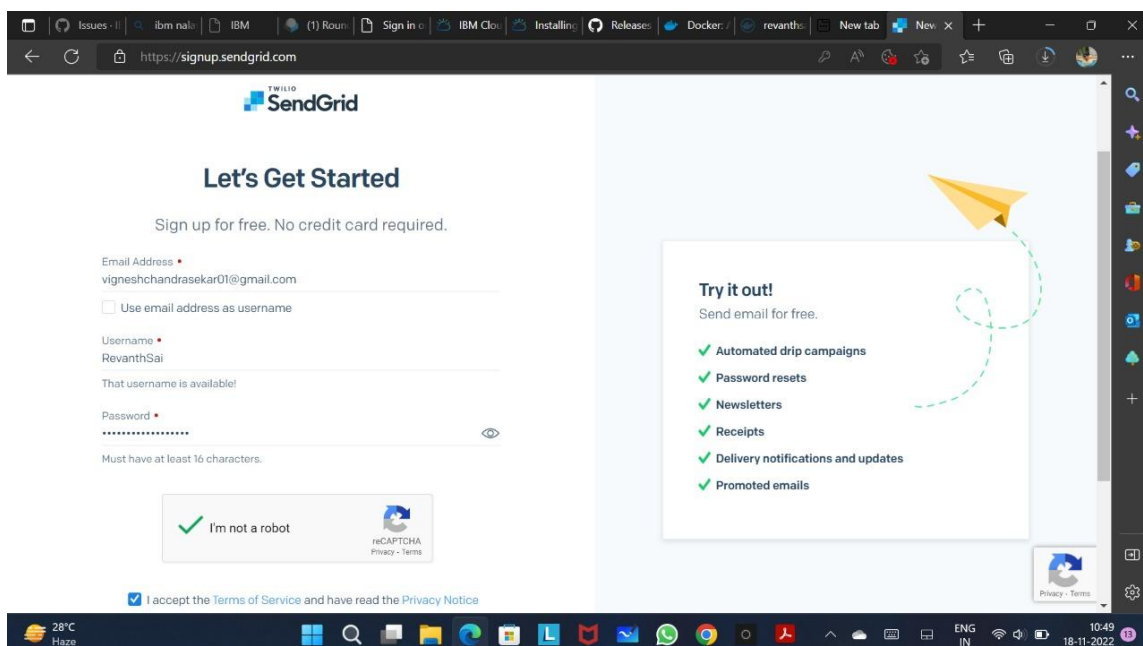 Issues · Il
ibm nala
IBM
(1) Roun
Sign in o
IBM Clou
Installing
Releases
Docker: /
revanths
New tab
New
https://signup.sendgrid.com
TWILIO
SendGrid
Let's Get Started
Sign up for free. No credit card required.
Email Address •
vigneshchandrasekar01@gmail.com
Use email address as username
Username •
RevanthSai
That username is available!
Password •
••••••••••••••••••
Must have at least 16 characters.
I'm not a robot
reCAPTCHA
Privacy - Terms
I accept the Terms of Service and have read the Privacy Notice
Try it out!
Send email for free.
Automated drip campaigns
Password resets
Newsletters
Receipts
Delivery notifications and updates
Promoted emails
Privacy - Terms
28°C
Haze
ENG
IN
10:49
18-11-2022
13